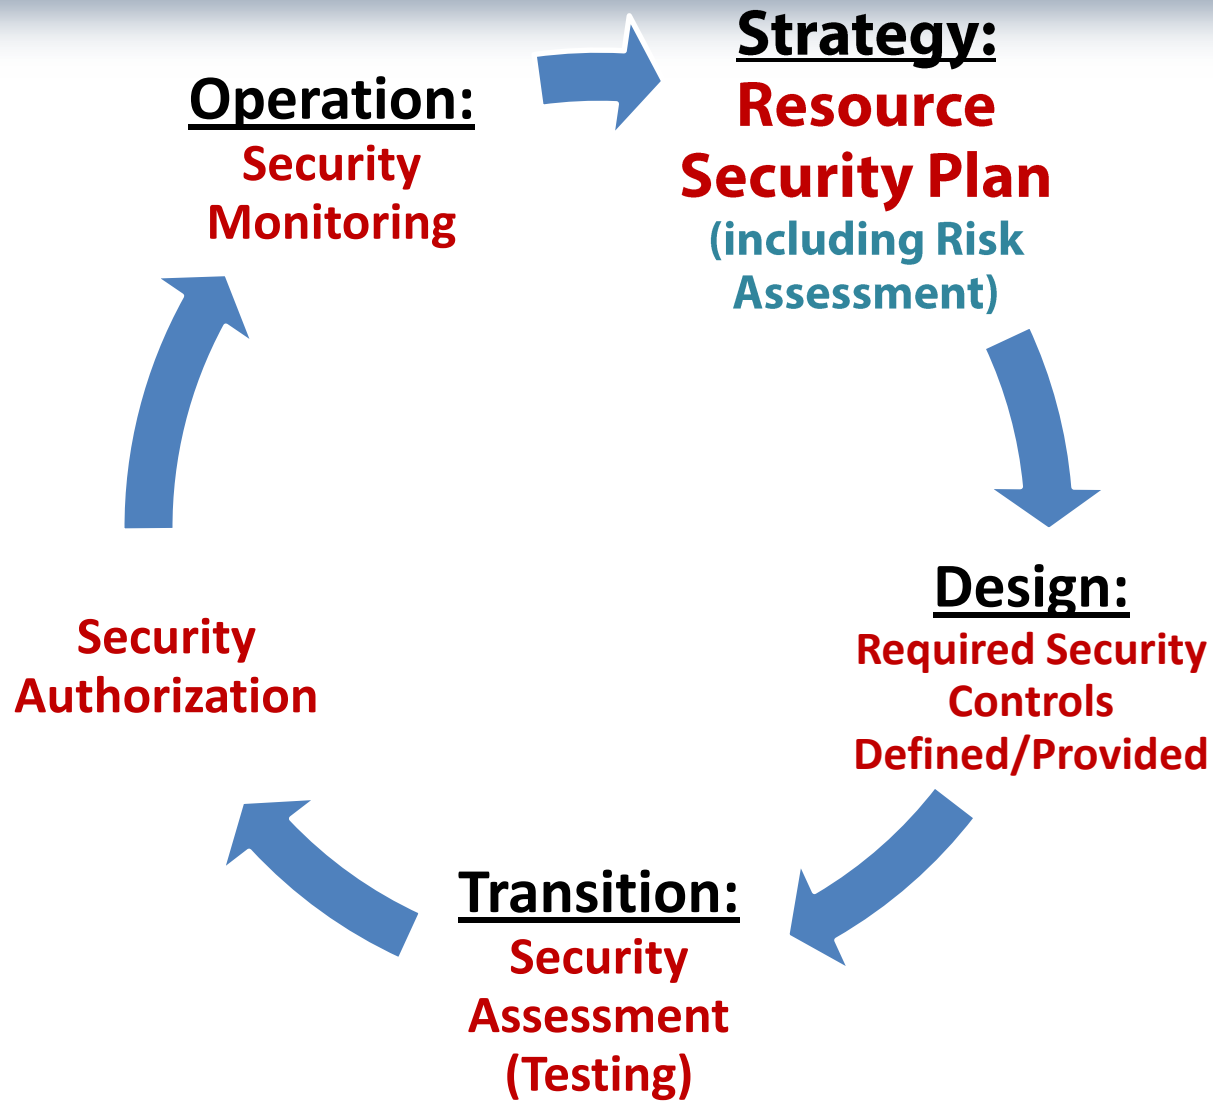 Strategy:
Resource
Security Plan
(including Risk
Assessment)
Design:
Required Security
Controls
Defined/Provided
Transition:
Security
Assessment
(Testing)
Security
Authorization
Operation:
Security
Monitoring